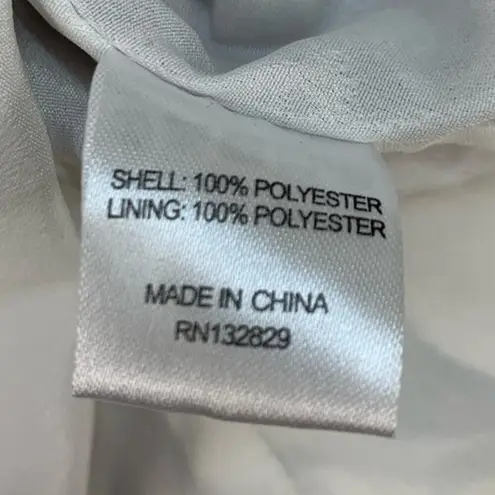 SHELL: 100% POLYESTER
LINING: 100% POLYESTER
MADE IN CHINA
RN132829